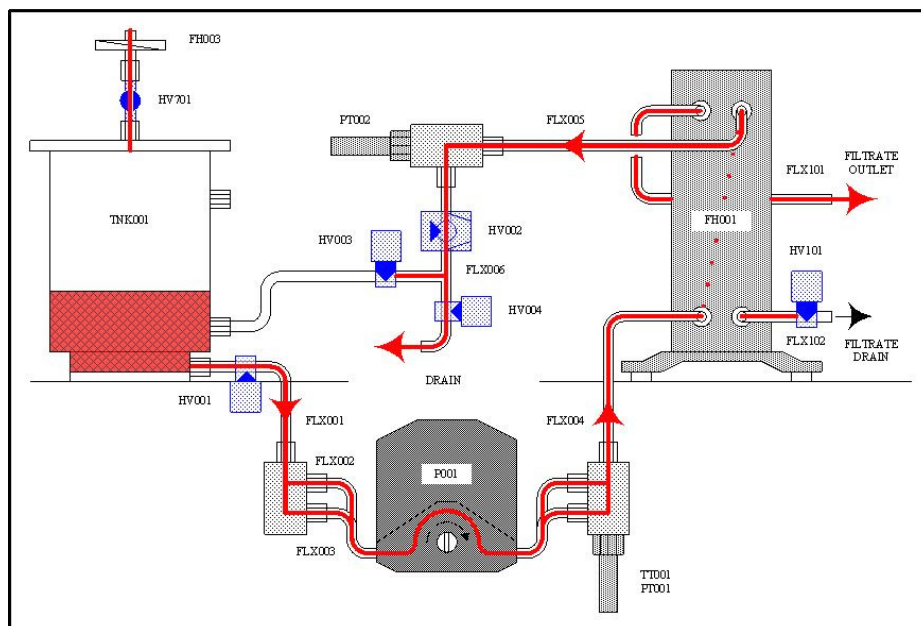 FH003
HV701
PT002
FLX005
FLX101
FILTRATE
OUTLET
TNK001
FH001
HV003
HV002
HV101
FLX006
HV004
FLX102
FILTRATE
DRAIN
DRAIN
HV001
FLX001
FLX004
FLX002
P001
FLX003
TT001
PT001